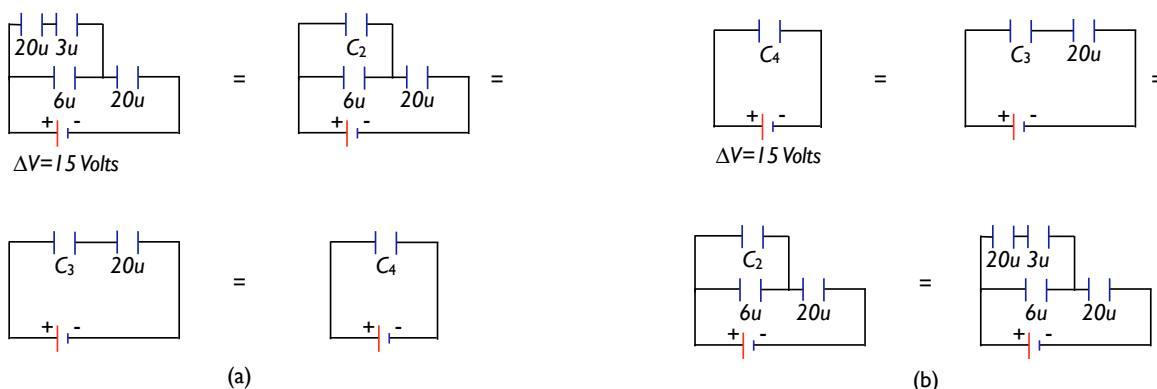 20u 3u
=
C2
=
6u
20u
6u
20u
+ -
+ -
ΔV=15 Volts
C3
20u
=
C4
+ -
+ -
(a)
C4
=
C3
20u
=
+ -
+ -
ΔV=15 Volts
C2
=
20u 3u
6u
20u
6u
20u
+ -
+ -
(b)